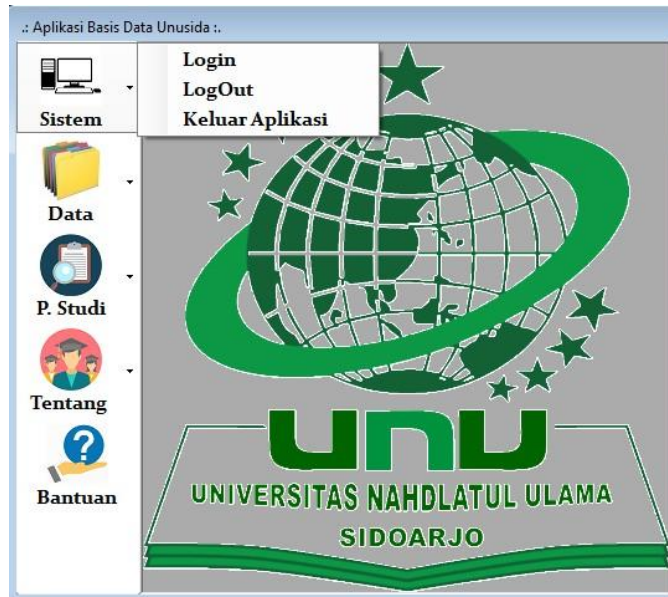 .: Aplikasi Basis Data Unusida :.
Sistem
Login
LogOut
Keluar Aplikasi
Data
P. Studi
Tentang
Bantuan
unu
UNIVERSITAS NAHDLATUL ULAMA
SIDOARJO